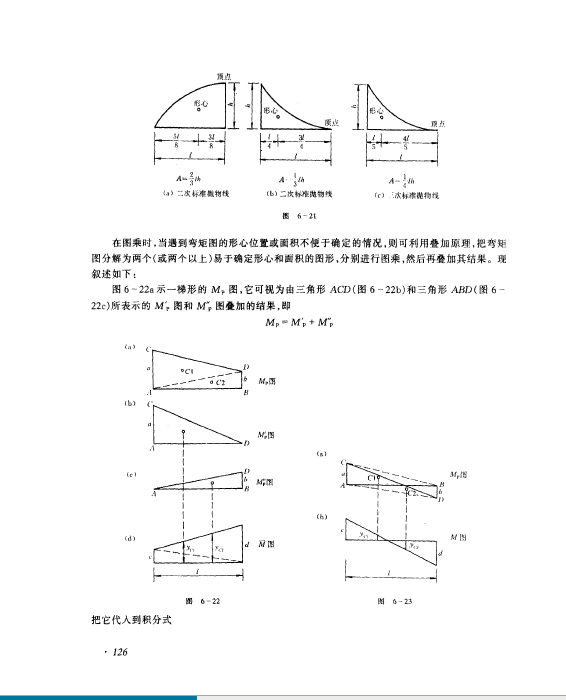 顶点
形心
h
5l/8 3l/8
l
A=2/3 lh
(a) 二次标准抛物线
h
形心
顶点
l/4 3l/4
l
A=1/3 lh
(b) 二次标准抛物线
h
形心
顶点
l/5 4l/5
l
A=1/4 lh
(c) 三次标准抛物线
图 6-21
在图乘时,当遇到弯矩图的形心位置或面积不便于确定的情况,则可利用叠加原理,把弯矩
图分解为两个(或两个以上)易于确定形心和面积的图形,分别进行图乘,然后再叠加其结果。现
叙述如下:
图 6-22a 示一梯形的 Mp 图,它可视为由三角形 ACD(图 6-22b)和三角形 ABD(图 6-
22c)所表示的 M′p 图和 M″p 图叠加的结果,即
Mp = M′p + M″p
(a) C a C1 C2 D b A B Mp图
(b) C a A D M′p图
(c) A D b B M″p图
(d) c yC1 yC2 d M̄ 图
l
图 6-22
(a) C a A C1 C2 B b D Mp图
(b) c yC1 yC2 d M̄ 图
l
图 6-23
把它代入到积分式
· 126